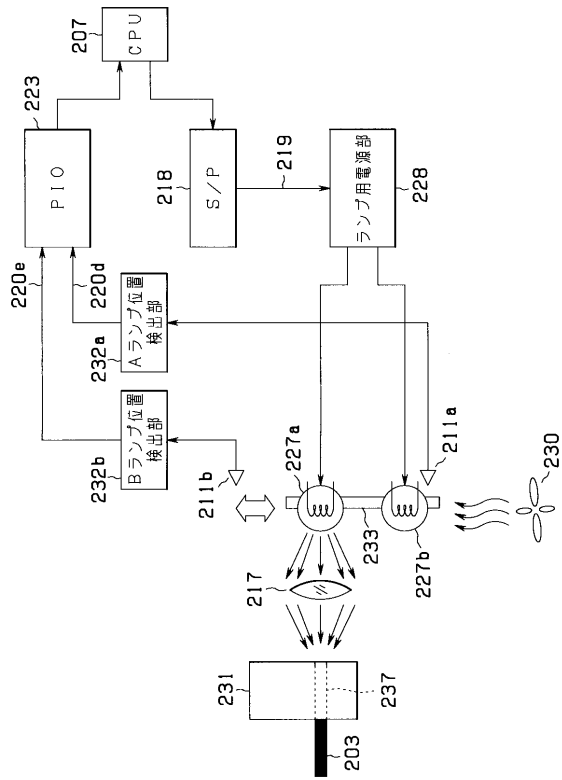 207
CPU
223
PIO
218
S/P
219
ランプ用電源部
228
220e
220d
232a
Aランプ位置
検出部
232b
Bランプ位置
検出部
211b
227a
211a
230
233
227b
217
231
237
203